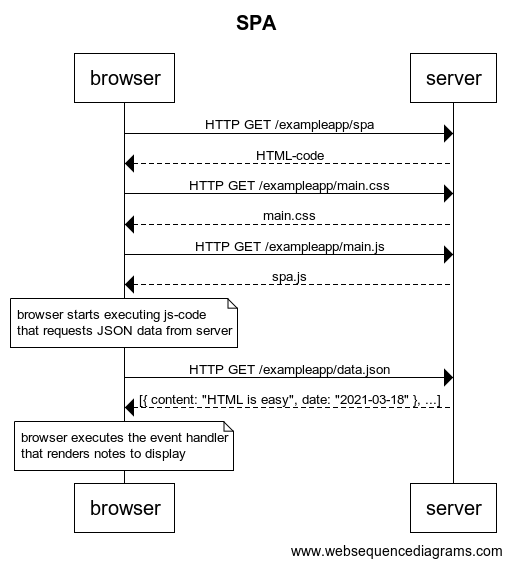 SPA
browser
server
HTTP GET /exampleapp/spa
HTML-code
HTTP GET /exampleapp/main.css
main.css
HTTP GET /exampleapp/main.js
spa.js
browser starts executing js-code
that requests JSON data from server
HTTP GET /exampleapp/data.json
[{ content: "HTML is easy", date: "2021-03-18" }, ...]
browser executes the event handler
that renders notes to display
browser
server
www.websequencediagrams.com